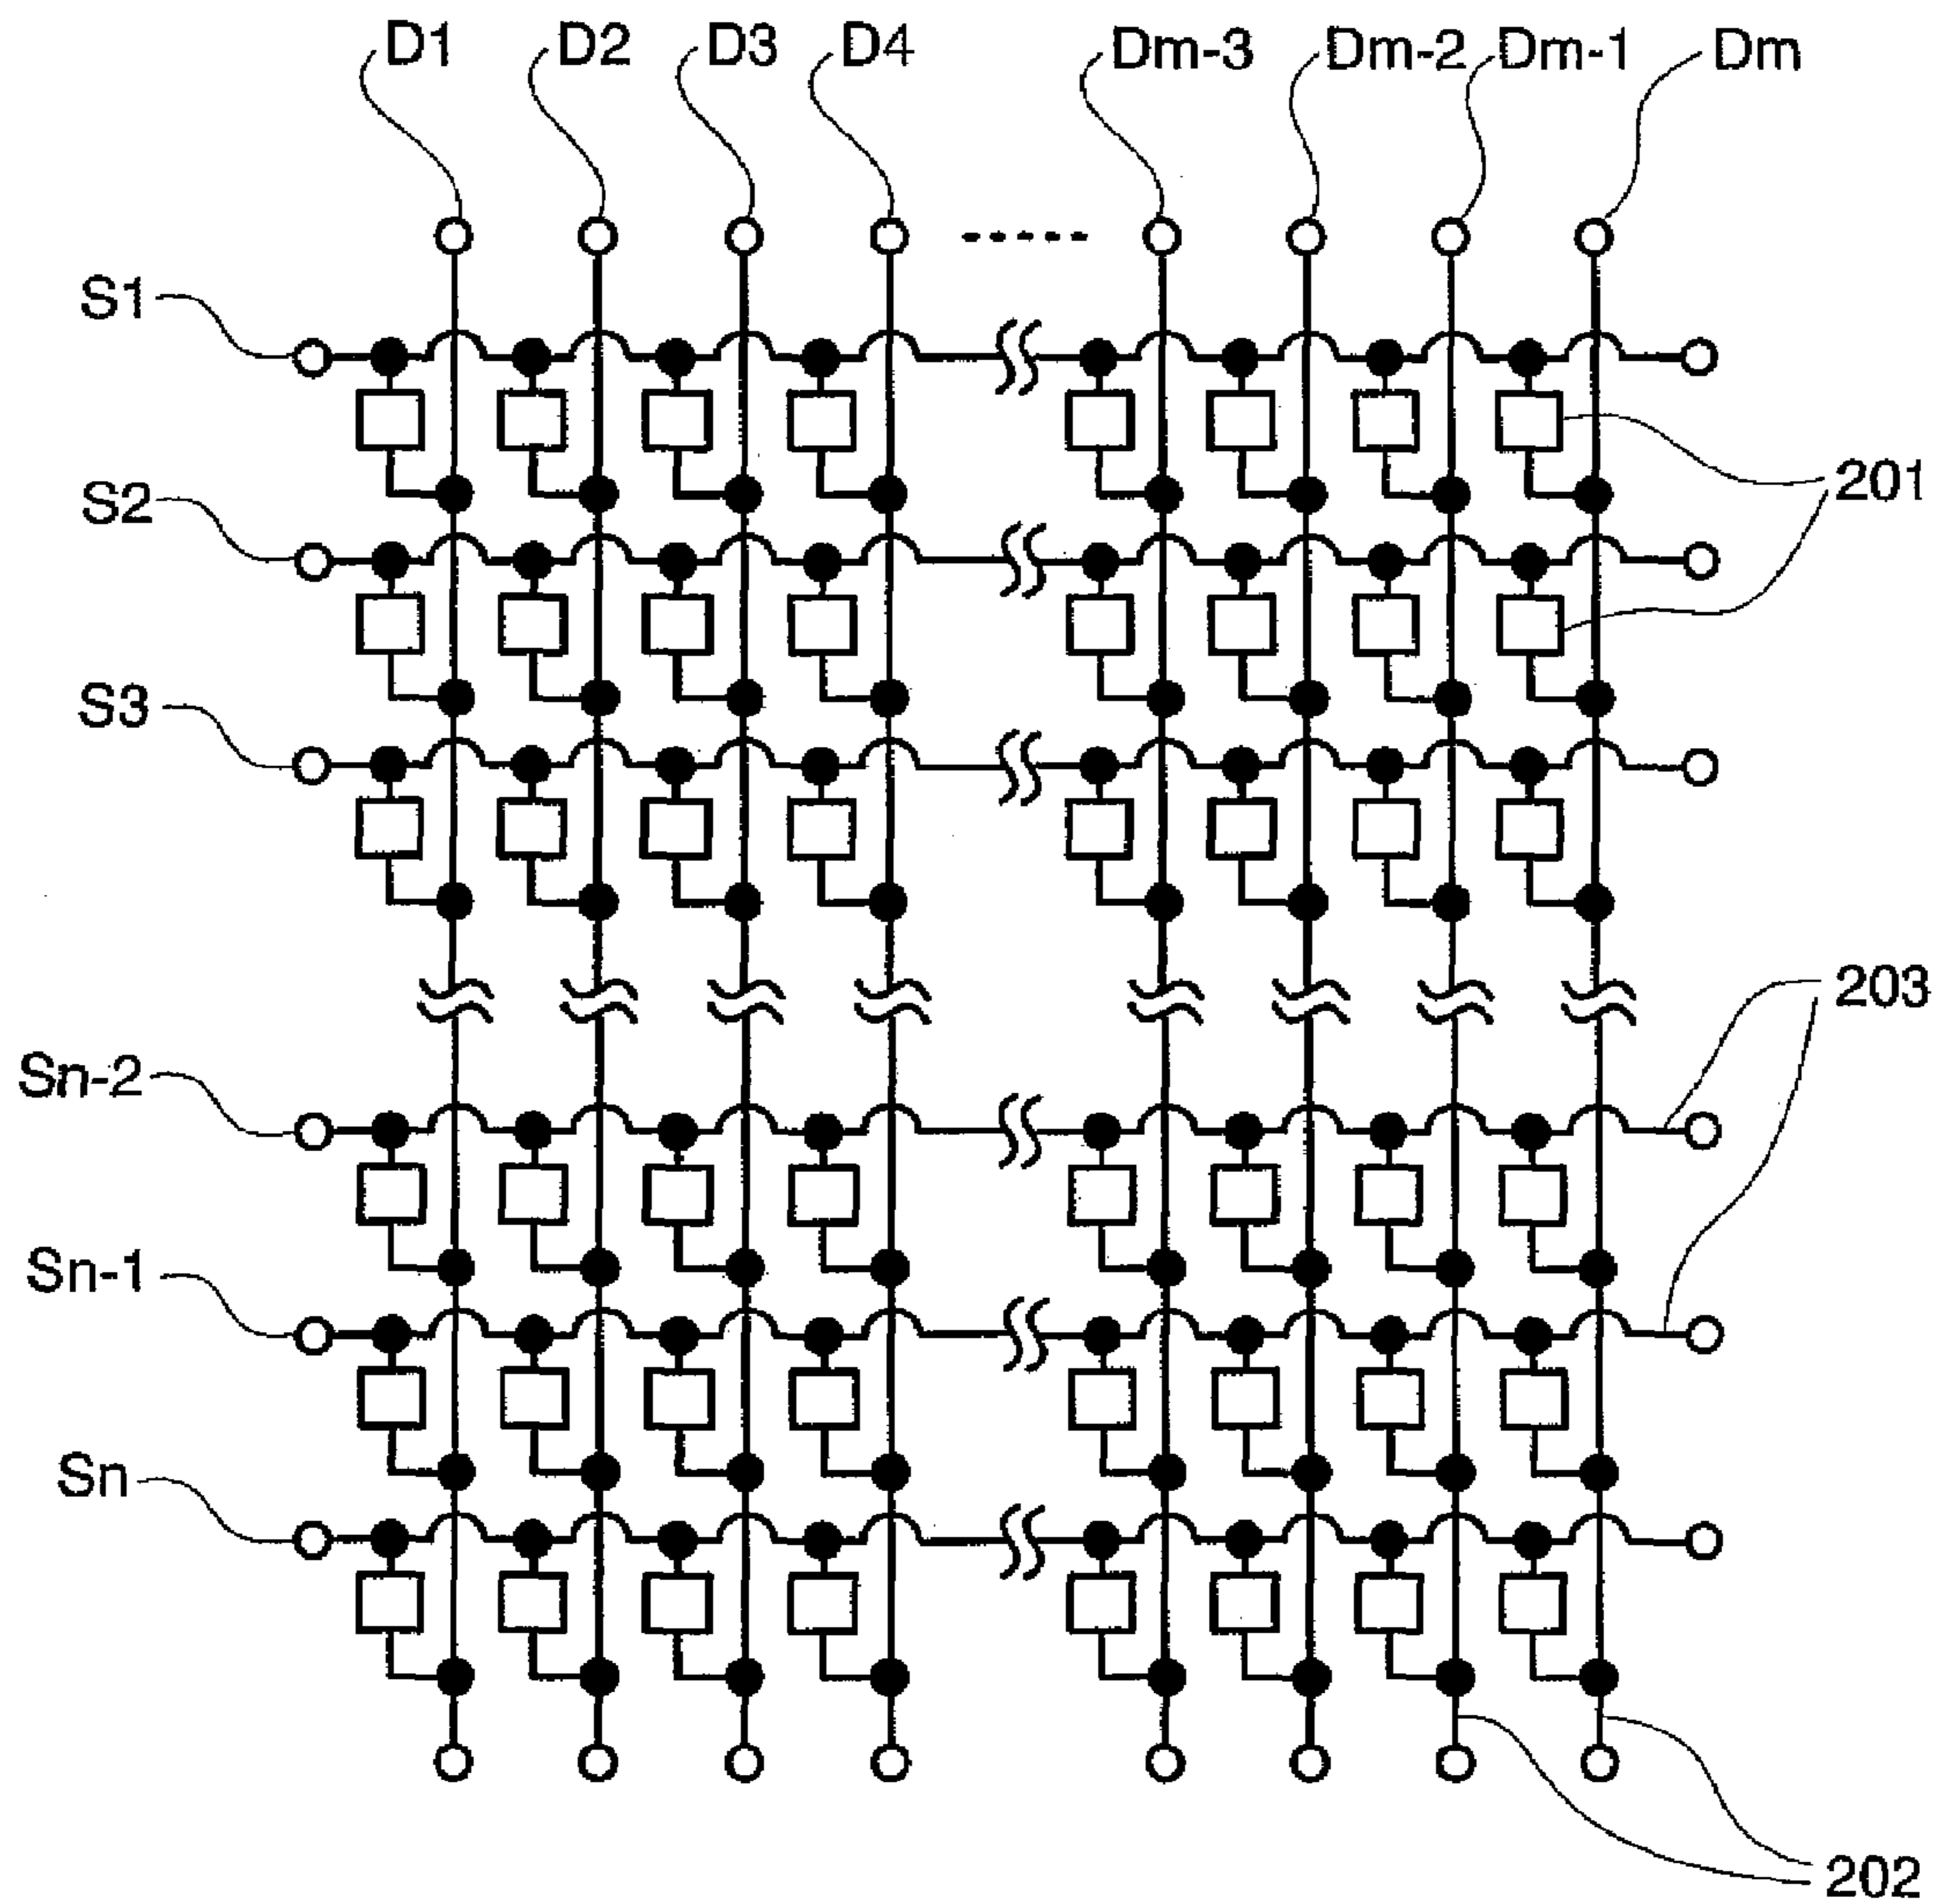 D1 D2 D3 D4 Dm-3 Dm-2 Dm-1 Dm
S1
201
S2
S3
203
Sn-2
Sn-1
Sn
202